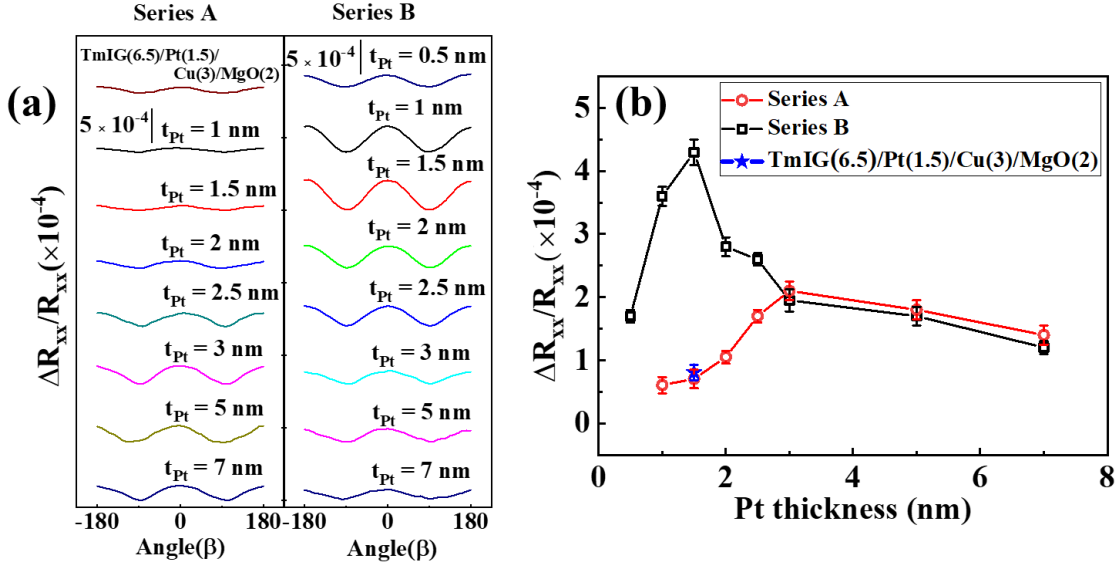 (a)
Series A
Series B
TmIG(6.5)/Pt(1.5)/
Cu(3)/MgO(2)
5 × 10⁻⁴
t_Pt = 1 nm
t_Pt = 1.5 nm
t_Pt = 2 nm
t_Pt = 2.5 nm
t_Pt = 3 nm
t_Pt = 5 nm
t_Pt = 7 nm
5 × 10⁻⁴
t_Pt = 0.5 nm
t_Pt = 1 nm
t_Pt = 1.5 nm
t_Pt = 2 nm
t_Pt = 2.5 nm
t_Pt = 3 nm
t_Pt = 5 nm
t_Pt = 7 nm
ΔR_xx/R_xx(×10⁻⁴)
-180 0 180
-180 0 180
Angle(β)
Angle(β)
(b)
Series A
Series B
TmIG(6.5)/Pt(1.5)/Cu(3)/MgO(2)
ΔR_xx/R_xx (×10⁻⁴)
5
4
3
2
1
0
0 2 4 6 8
Pt thickness (nm)